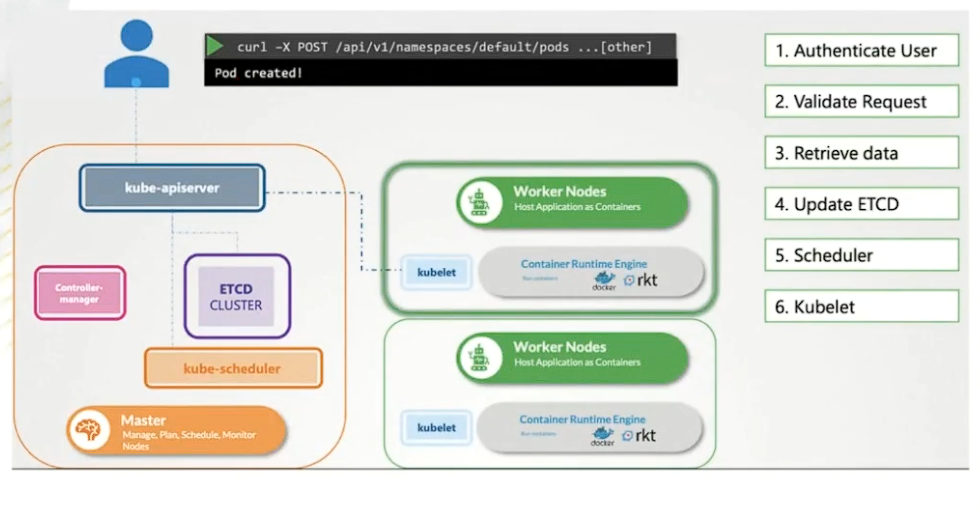 curl –X POST /api/v1/namespaces/default/pods ...[other]
Pod created!
1. Authenticate User
2. Validate Request
3. Retrieve data
4. Update ETCD
5. Scheduler
6. Kubelet
kube-apiserver
Controller-
manager
ETCD
CLUSTER
kube-scheduler
Master
Manage, Plan, Schedule, Monitor
Nodes
Worker Nodes
Host Application as Containers
kubelet
Container Runtime Engine
Run containers
docker
rkt
Worker Nodes
Host Application as Containers
kubelet
Container Runtime Engine
Run containers
docker
rkt